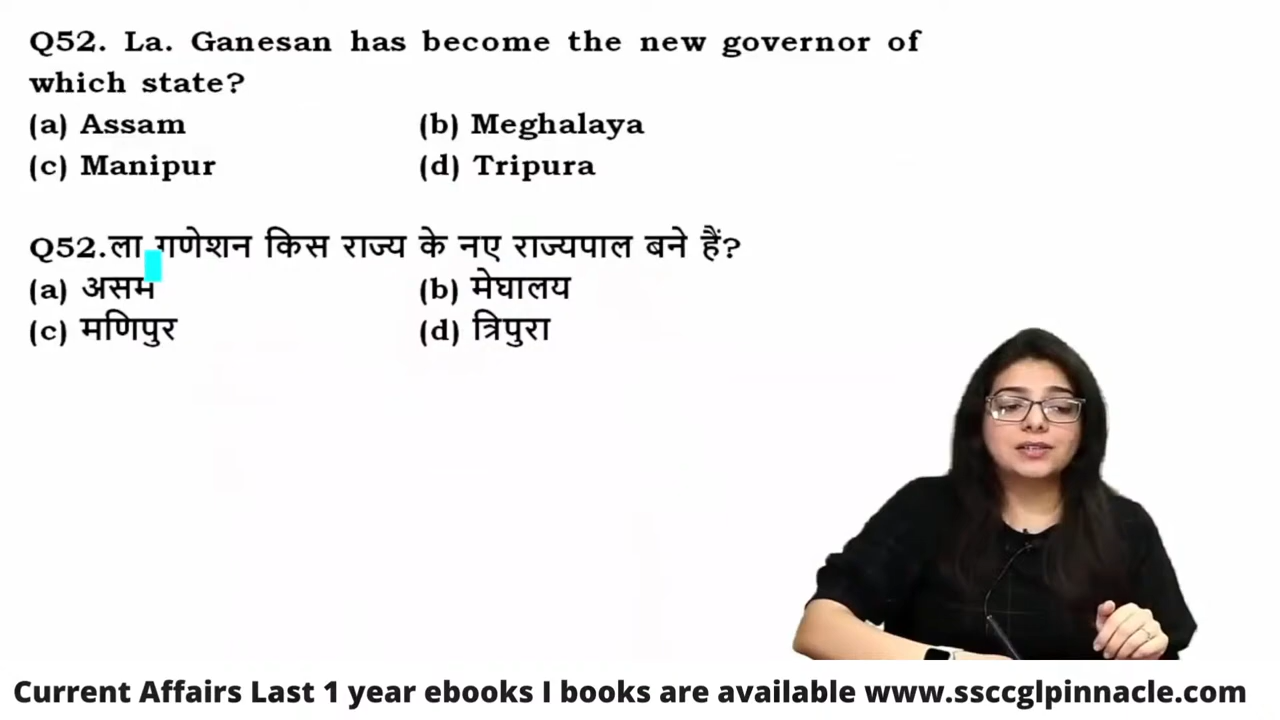 Q52. La. Ganesan has become the new governor of
which state?
(a) Assam (b) Meghalaya
(c) Manipur (d) Tripura
Q52.ला गणेशन किस राज्य के नए राज्यपाल बने हैं?
(a) असम (b) मेघालय
(c) मणिपुर (d) त्रिपुरा
Current Affairs Last 1 year ebooks I books are available www.ssccglpinnacle.com